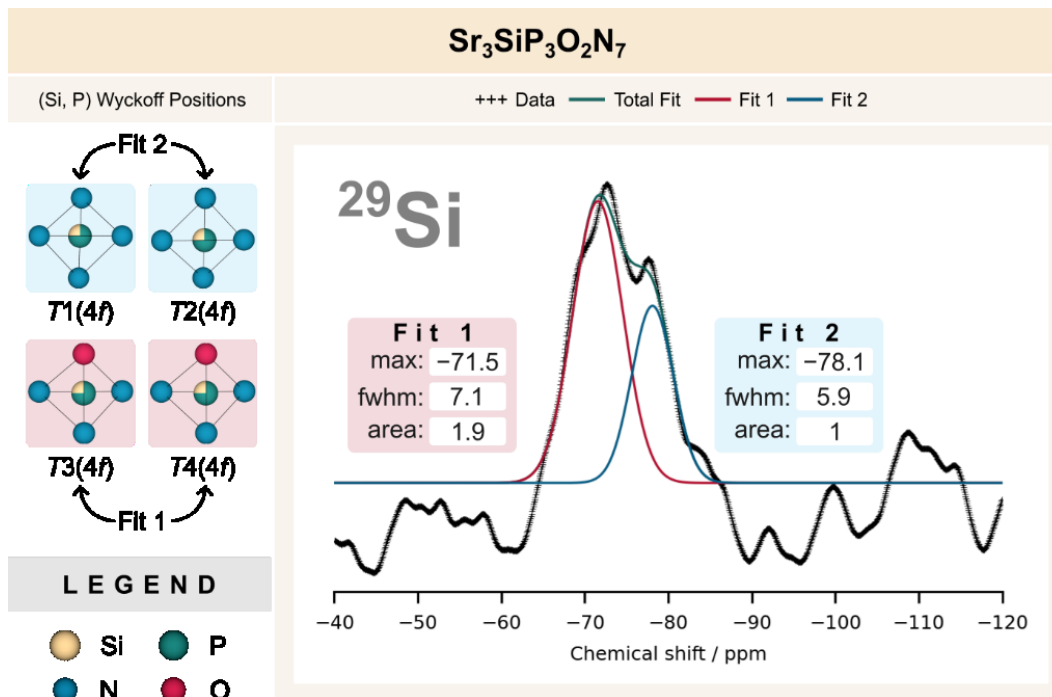 Sr₃SiP₃O₂N₇
(Si, P) Wyckoff Positions
+++ Data — Total Fit — Fit 1 — Fit 2
Fit 2
T1(4f) T2(4f)
T3(4f) T4(4f)
Fit 1
LEGEND
Si P
N O
²⁹Si
Fit 1
max: −71.5
fwhm: 7.1
area: 1.9
Fit 2
max: −78.1
fwhm: 5.9
area: 1
−40 −50 −60 −70 −80 −90 −100 −110 −120
Chemical shift / ppm